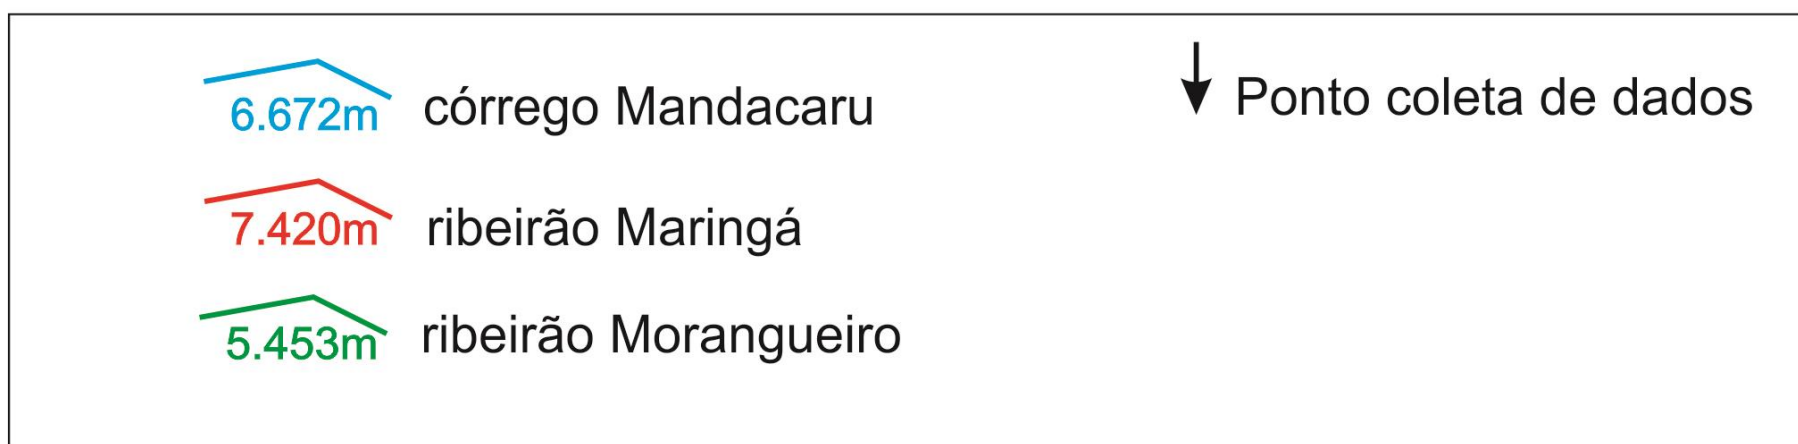 6.672m córrego Mandacaru
Ponto coleta de dados
7.420m ribeirão Maringá
5.453m ribeirão Morangueiro